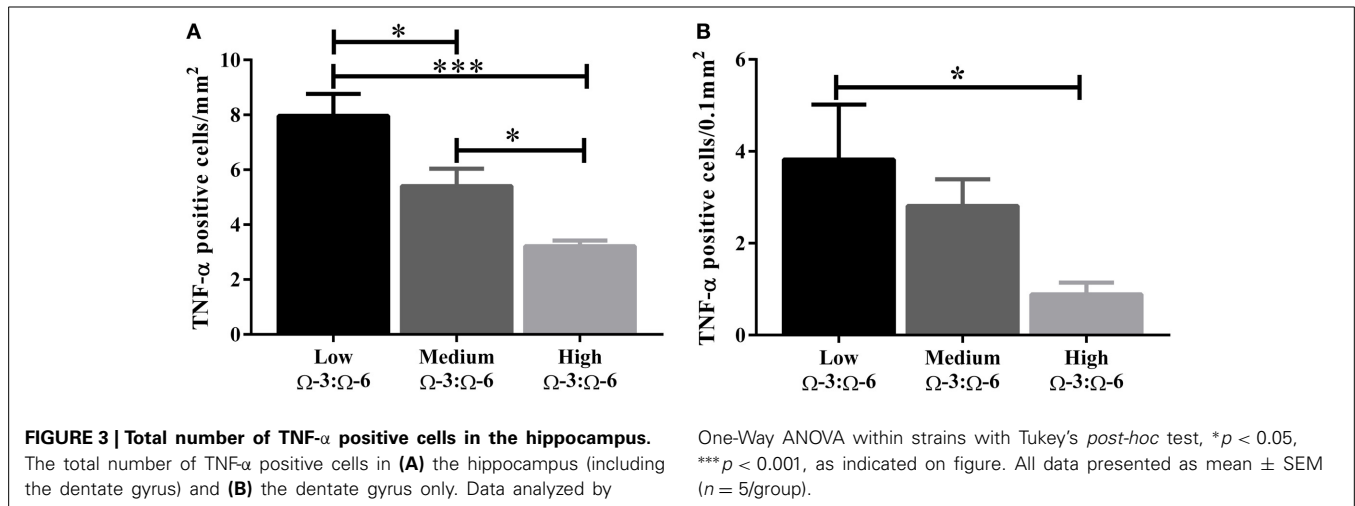 A
*
***
*
TNF-α positive cells/mm²
10
8
6
4
2
0
Low
Ω-3:Ω-6
Medium
Ω-3:Ω-6
High
Ω-3:Ω-6
B
*
TNF-α positive cells/0.1mm²
6
4
2
0
Low
Ω-3:Ω-6
Medium
Ω-3:Ω-6
High
Ω-3:Ω-6
FIGURE 3 | Total number of TNF-α positive cells in the hippocampus.
The total number of TNF-α positive cells in (A) the hippocampus (including
the dentate gyrus) and (B) the dentate gyrus only. Data analyzed by
One-Way ANOVA within strains with Tukey's post-hoc test, *p < 0.05,
***p < 0.001, as indicated on figure. All data presented as mean ± SEM
(n = 5/group).